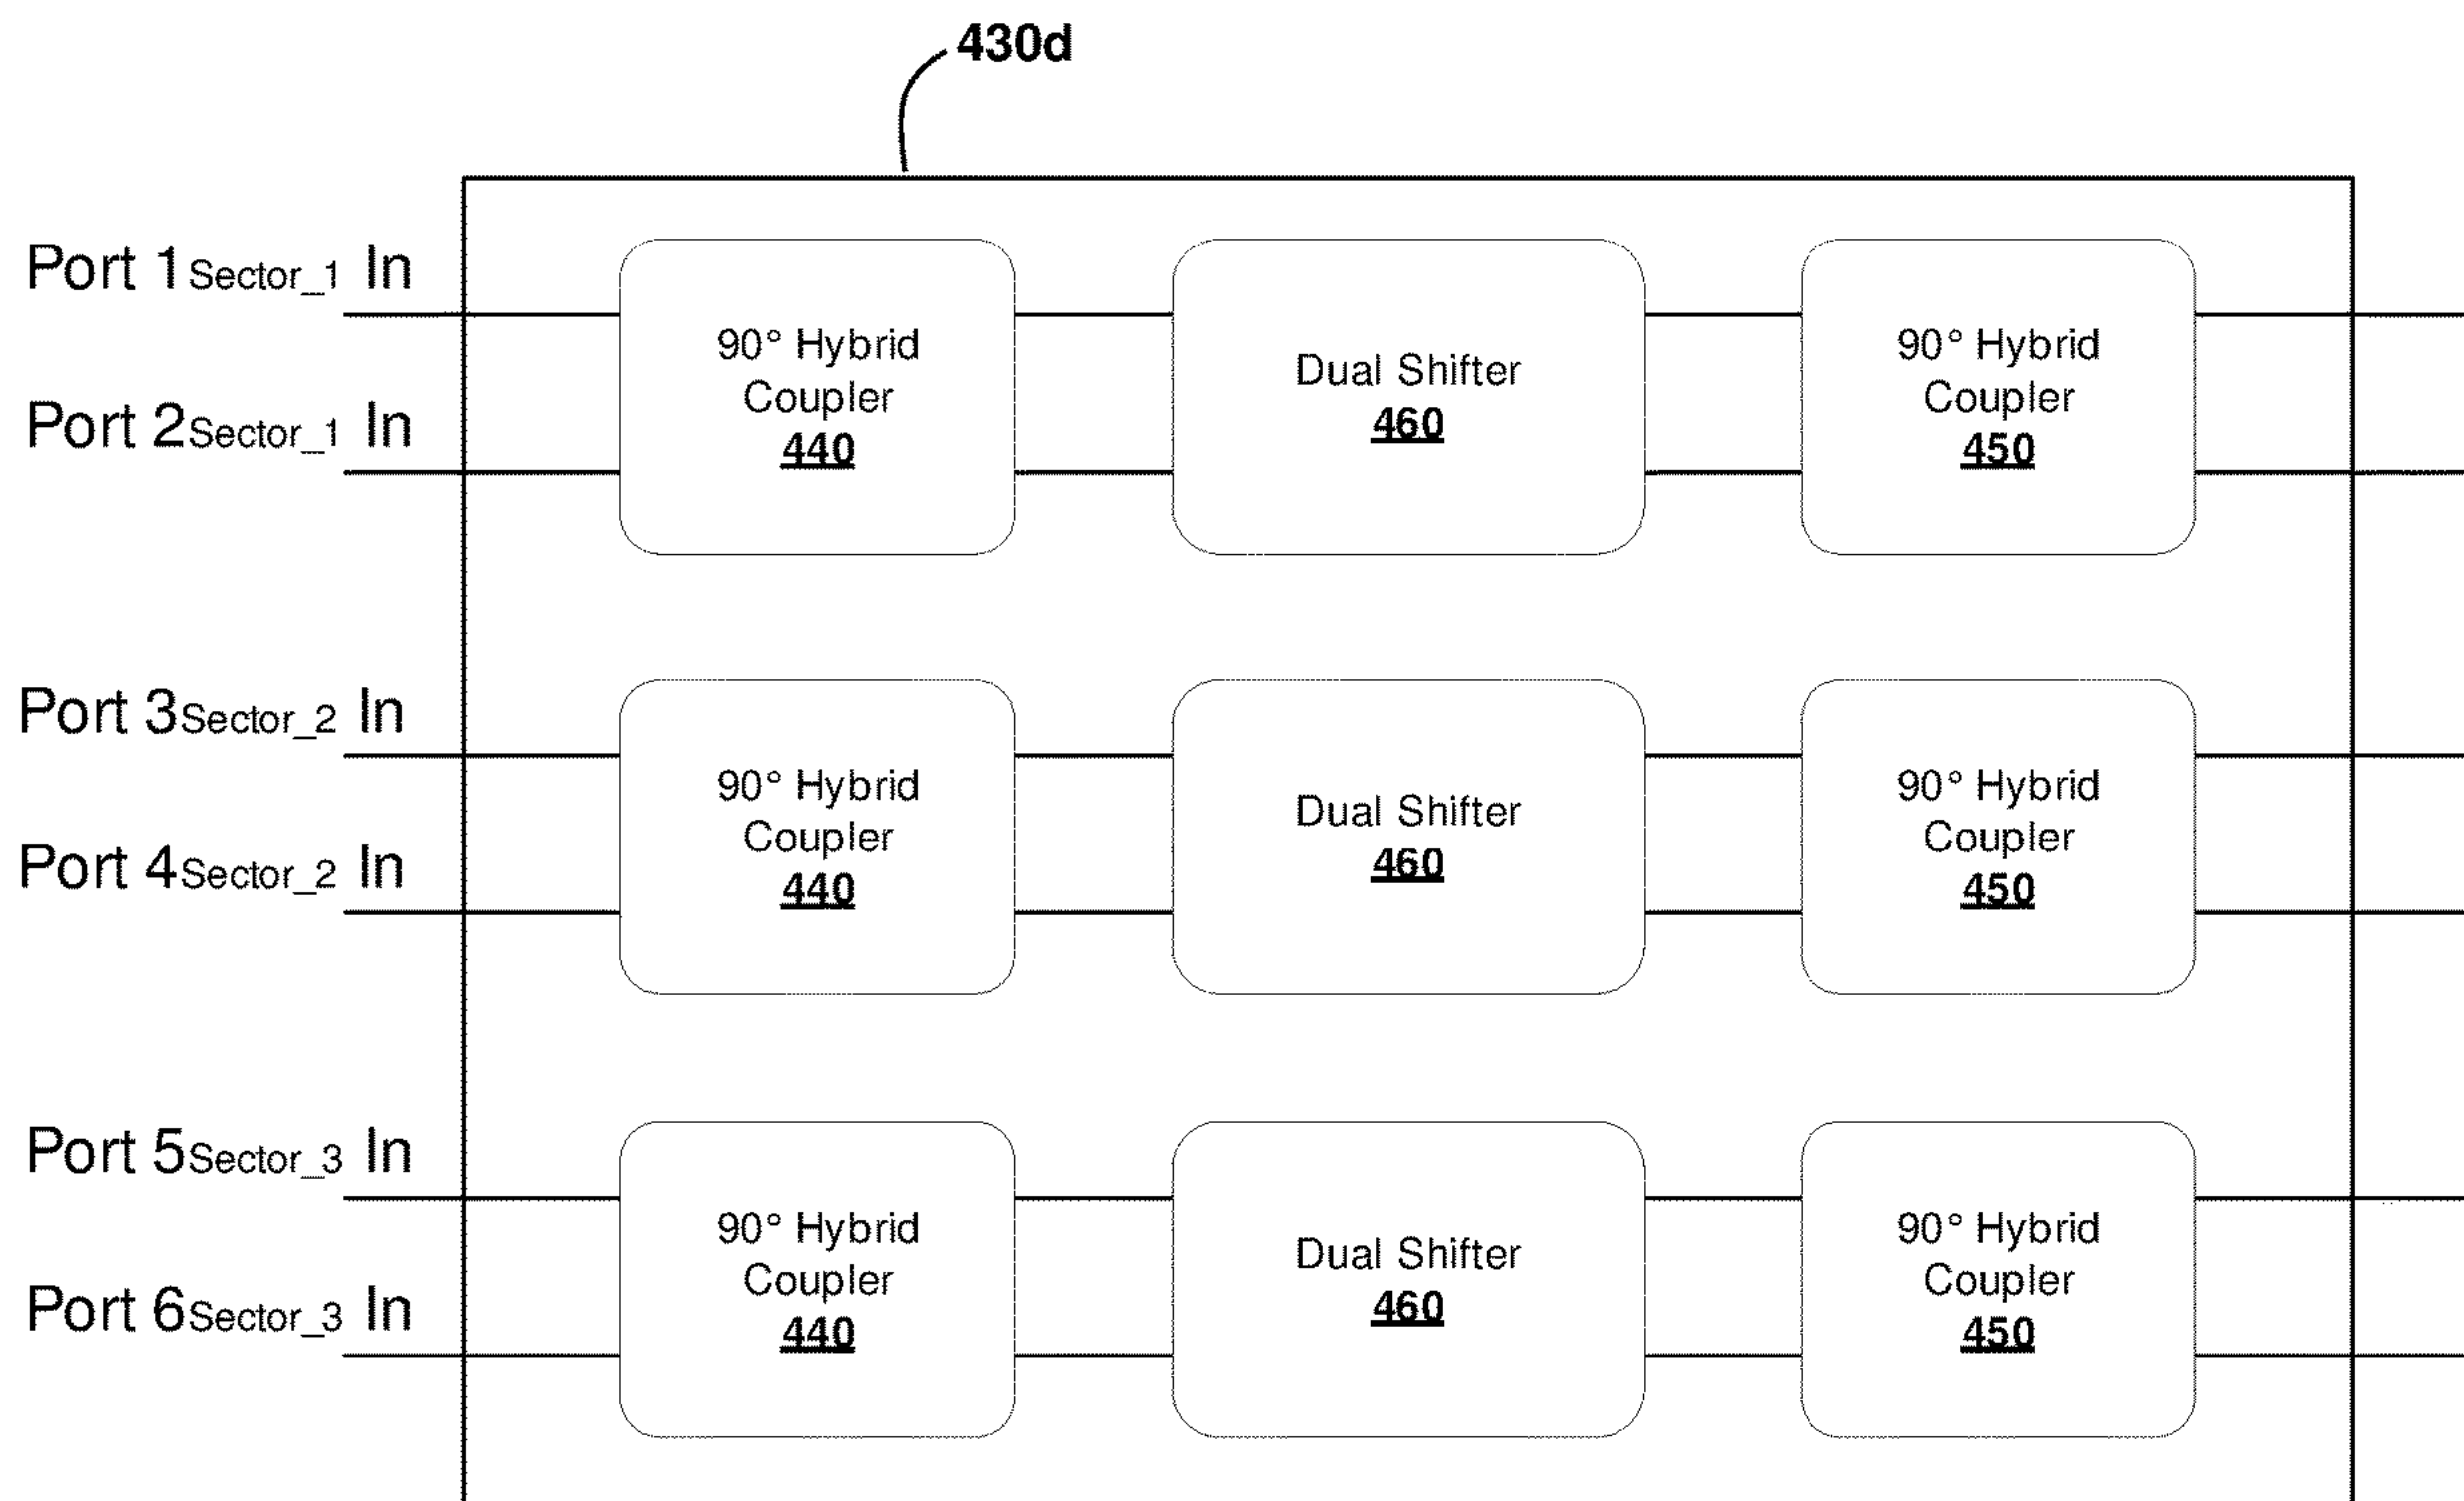 430d
Port 1Sector_1 In
Port 2Sector_1 In
90° Hybrid
Coupler
440
Dual Shifter
460
90° Hybrid
Coupler
450
Port 3Sector_2 In
Port 4Sector_2 In
90° Hybrid
Coupler
440
Dual Shifter
460
90° Hybrid
Coupler
450
Port 5Sector_3 In
Port 6Sector_3 In
90° Hybrid
Coupler
440
Dual Shifter
460
90° Hybrid
Coupler
450